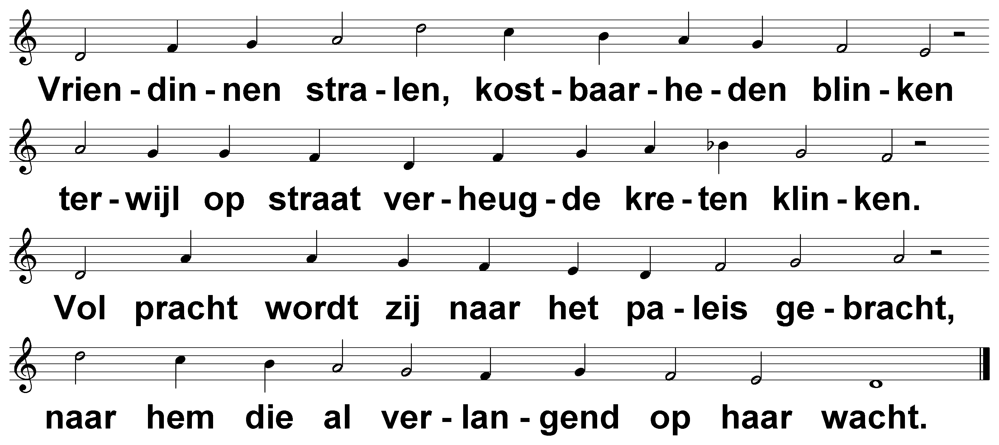 Vrien - din - nen stra - len, kost - baar - he - den blin - ken
ter - wijl op straat ver - heug - de kre - ten klin - ken.
Vol pracht wordt zij naar het pa - leis ge - bracht,
naar hem die al ver - lan - gend op haar wacht.